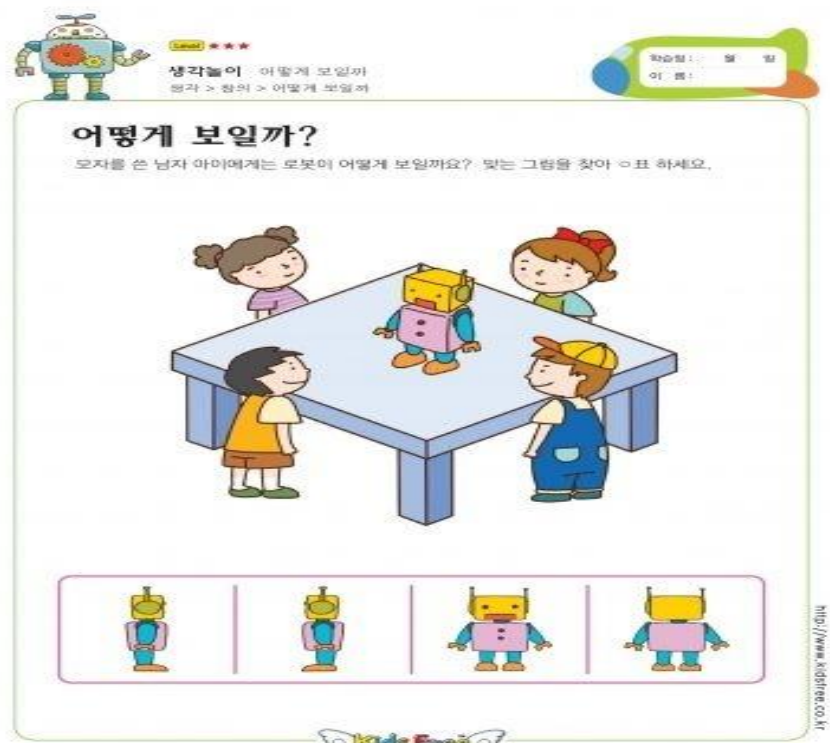 Level ★★★
생각놀이 어떻게 보일까
생각 > 창의 > 어떻게 보일까
학습일 : 월 일
이 름 :
어떻게 보일까?
모자를 쓴 남자 아이에게는 로봇이 어떻게 보일까요? 맞는 그림을 찾아 ○표 하세요.
http://www.kidsfree.co.kr
Kids Free